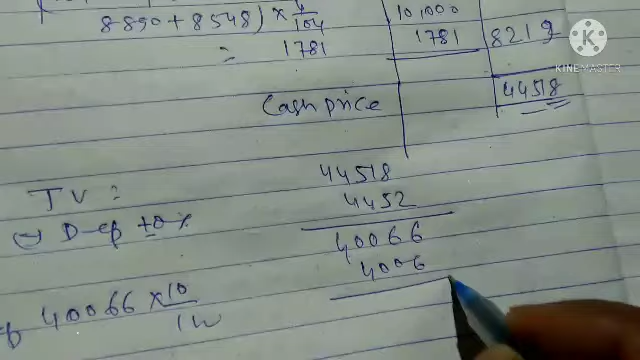 8890 + 8548) × 4/104 10,000
= 1781 1781 8219
Cash price 44518
TV : 44518
(-) Dep 10% 4452
40066
4006
40066 × 10/100
KINEMASTER